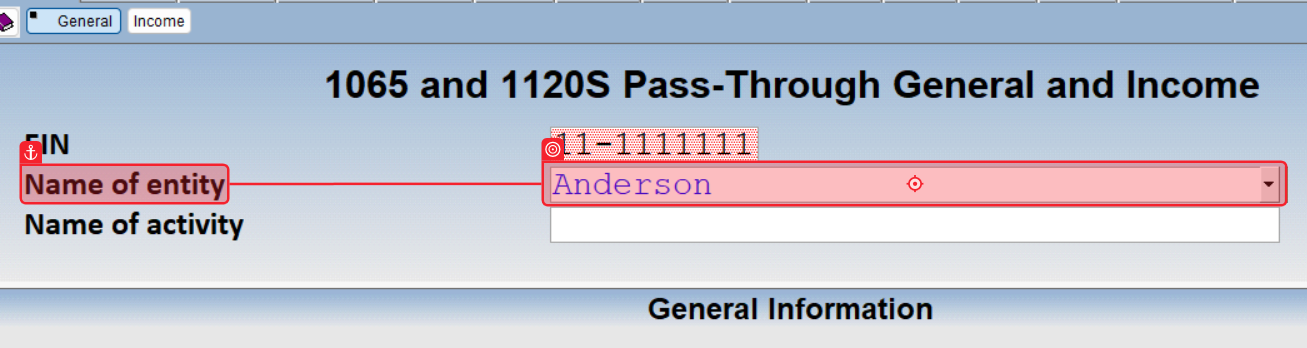 General Income
1065 and 1120S Pass-Through General and Income
EIN 11-1111111
Name of entity Anderson
Name of activity
General Information